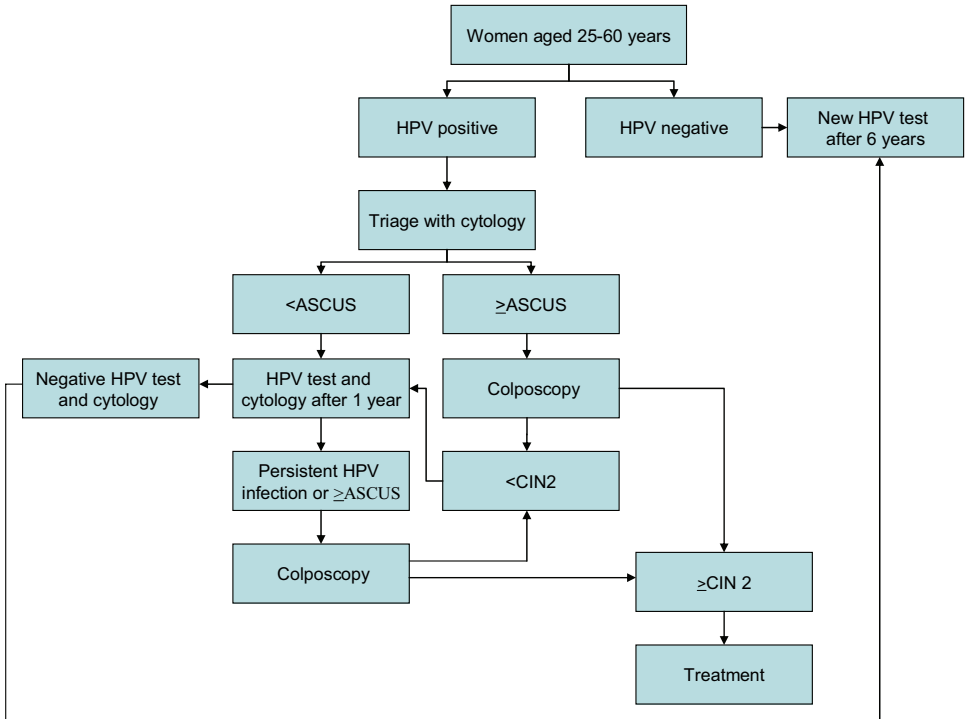 Women aged 25-60 years
HPV positive
HPV negative
New HPV test
after 6 years
Triage with cytology
<ASCUS
≥ASCUS
Negative HPV test
and cytology
HPV test and
cytology after 1 year
Colposcopy
Persistent HPV
infection or ≥ASCUS
<CIN2
Colposcopy
≥CIN 2
Treatment